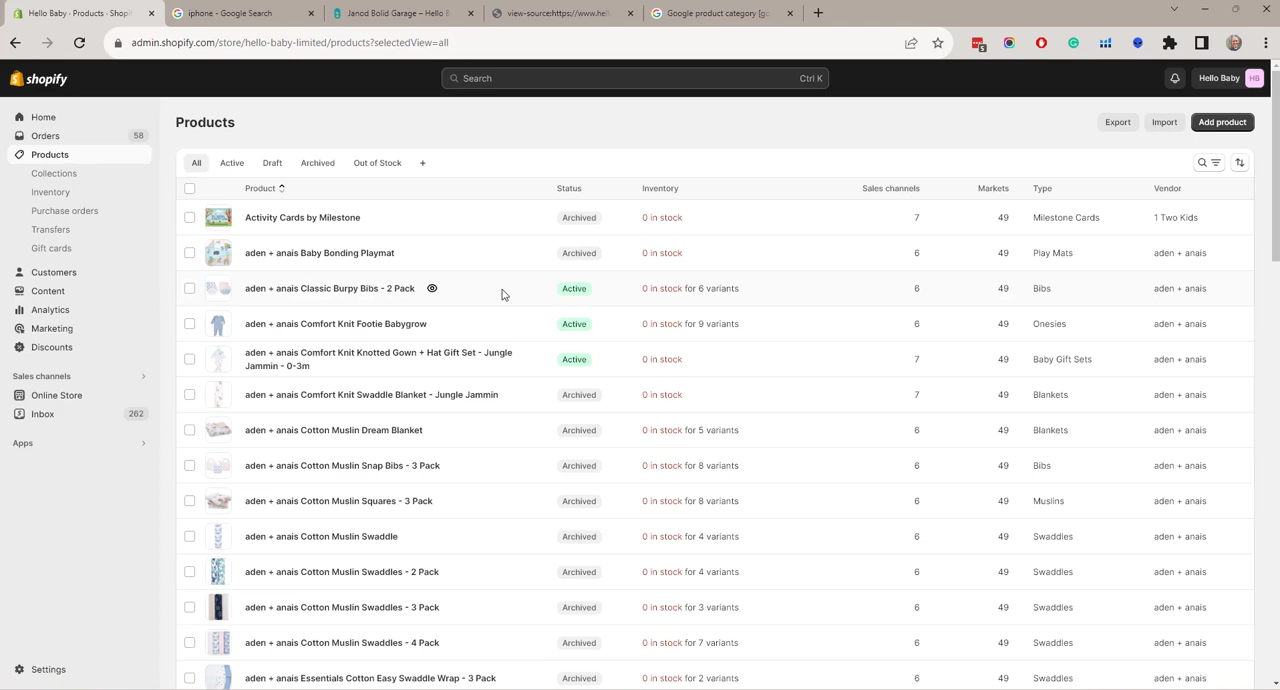 Hello Baby · Products · Shopi
iphone - Google Search
Janod Bolid Garage – Hello B
view-source:https://www.hell
Google product category [go
admin.shopify.com/store/hello-baby-limited/products?selectedView=all
5
shopify
Search
Ctrl K
Hello Baby
HB
Home
Orders
58
Products
Collections
Inventory
Purchase orders
Transfers
Gift cards
Customers
Content
Analytics
Marketing
Discounts
Sales channels
Online Store
Inbox
262
Apps
Settings
Products
Export
Import
Add product
All
Active
Draft
Archived
Out of Stock
+
Product
Status
Inventory
Sales channels
Markets
Type
Vendor
Activity Cards by Milestone Archived 0 in stock 7 49 Milestone Cards 1 Two Kids
aden + anais Baby Bonding Playmat Archived 0 in stock 6 49 Play Mats aden + anais
aden + anais Classic Burpy Bibs - 2 Pack Active 0 in stock for 6 variants 6 49 Bibs aden + anais
aden + anais Comfort Knit Footie Babygrow Active 0 in stock for 9 variants 6 49 Onesies aden + anais
aden + anais Comfort Knit Knotted Gown + Hat Gift Set - Jungle
Jammin - 0-3m Active 0 in stock 7 49 Baby Gift Sets aden + anais
aden + anais Comfort Knit Swaddle Blanket - Jungle Jammin Archived 0 in stock 7 49 Blankets aden + anais
aden + anais Cotton Muslin Dream Blanket Archived 0 in stock for 5 variants 6 49 Blankets aden + anais
aden + anais Cotton Muslin Snap Bibs - 3 Pack Archived 0 in stock for 8 variants 6 49 Bibs aden + anais
aden + anais Cotton Muslin Squares - 3 Pack Archived 0 in stock for 8 variants 6 49 Muslins aden + anais
aden + anais Cotton Muslin Swaddle Archived 0 in stock for 4 variants 6 49 Swaddles aden + anais
aden + anais Cotton Muslin Swaddles - 2 Pack Archived 0 in stock for 4 variants 6 49 Swaddles aden + anais
aden + anais Cotton Muslin Swaddles - 3 Pack Archived 0 in stock for 3 variants 6 49 Swaddles aden + anais
aden + anais Cotton Muslin Swaddles - 4 Pack Archived 0 in stock for 7 variants 6 49 Swaddles aden + anais
aden + anais Essentials Cotton Easy Swaddle Wrap - 3 Pack Archived 0 in stock for 2 variants 6 49 Swaddles aden + anais